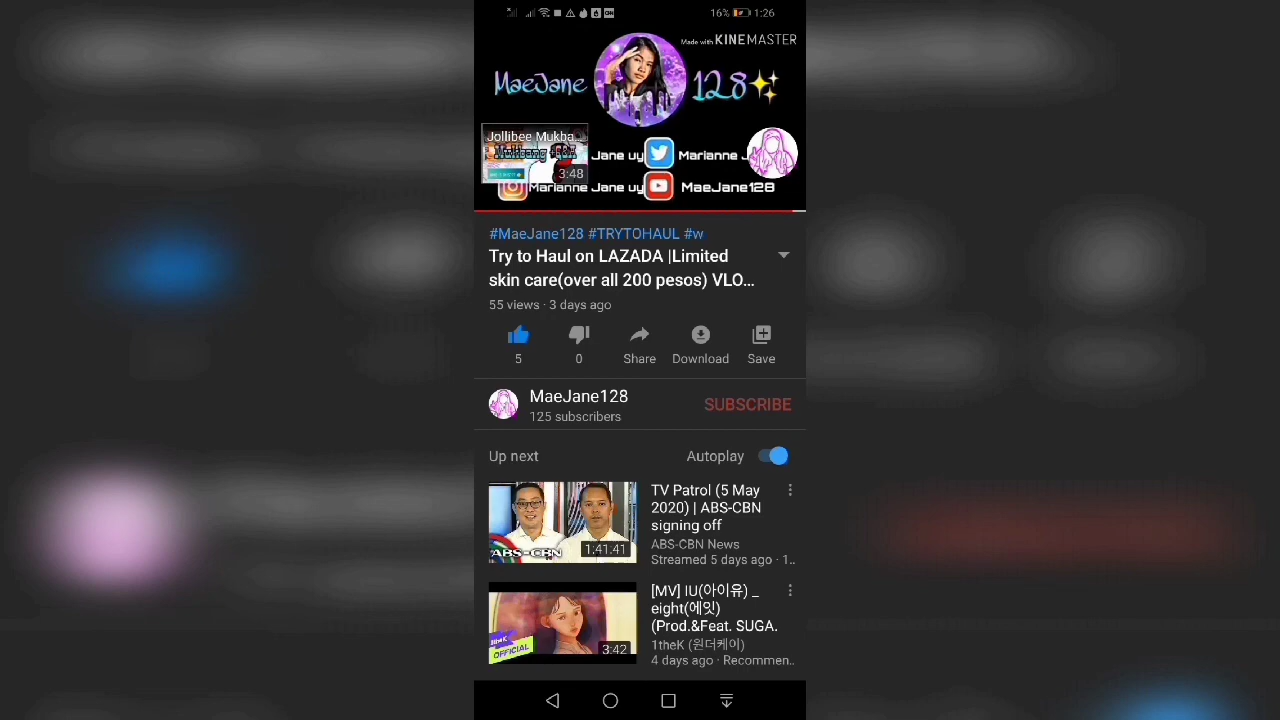 16% 1:26
Made with KINEMASTER
MaeJane 128
Jollibee Mukba
Mukbang +Q&A
3:48
Jane uy Marianne J
Marianne Jane uy MaeJane128
#MaeJane128 #TRYTOHAUL #w
Try to Haul on LAZADA |Limited
skin care(over all 200 pesos) VLO...
55 views · 3 days ago
5 0 Share Download Save
MaeJane128
125 subscribers
SUBSCRIBE
Up next Autoplay
TV Patrol (5 May
2020) | ABS-CBN
signing off
ABS-CBN News
Streamed 5 days ago · 1..
ABS-CBN
1:41:41
[MV] IU(아이유) _
eight(에잇)
(Prod.&Feat. SUGA.
1theK (원더케이)
4 days ago · Recommen..
OFFICIAL
3:42